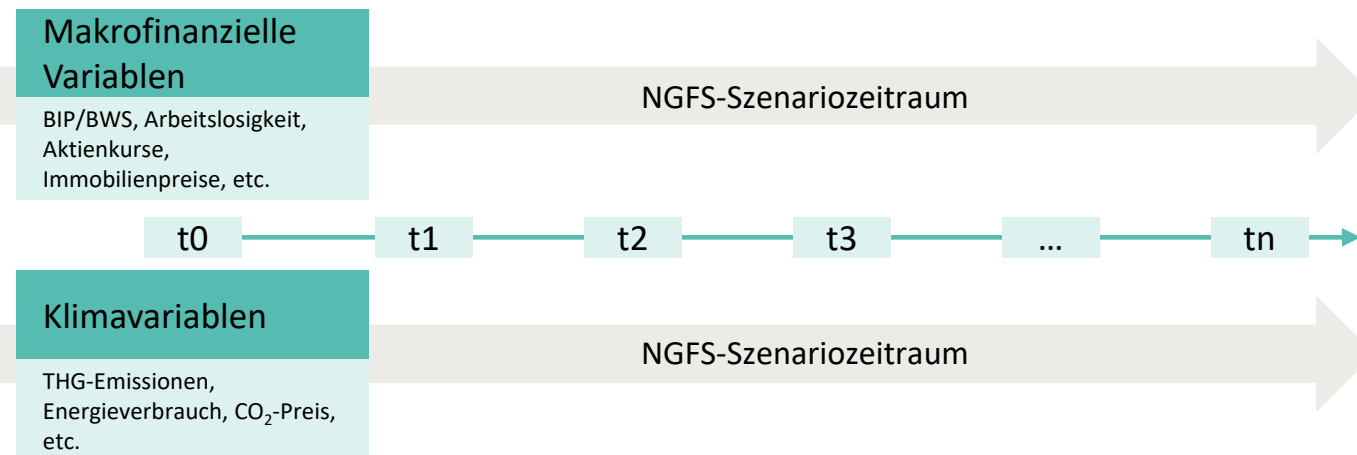 Makrofinanzielle
Variablen
BIP/BWS, Arbeitslosigkeit,
Aktienkurse,
Immobilienpreise, etc.
NGFS-Szenariozeitraum
t0 t1 t2 t3 ... tn
Klimavariablen
THG-Emissionen,
Energieverbrauch, CO₂-Preis,
etc.
NGFS-Szenariozeitraum